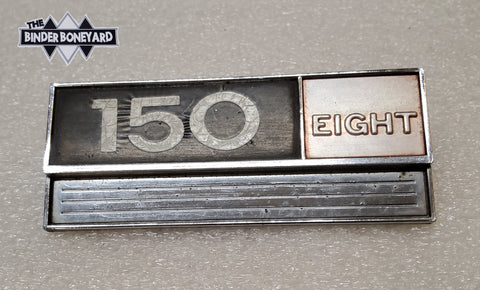 THE
BINDER BONEYARD
150
EIGHT